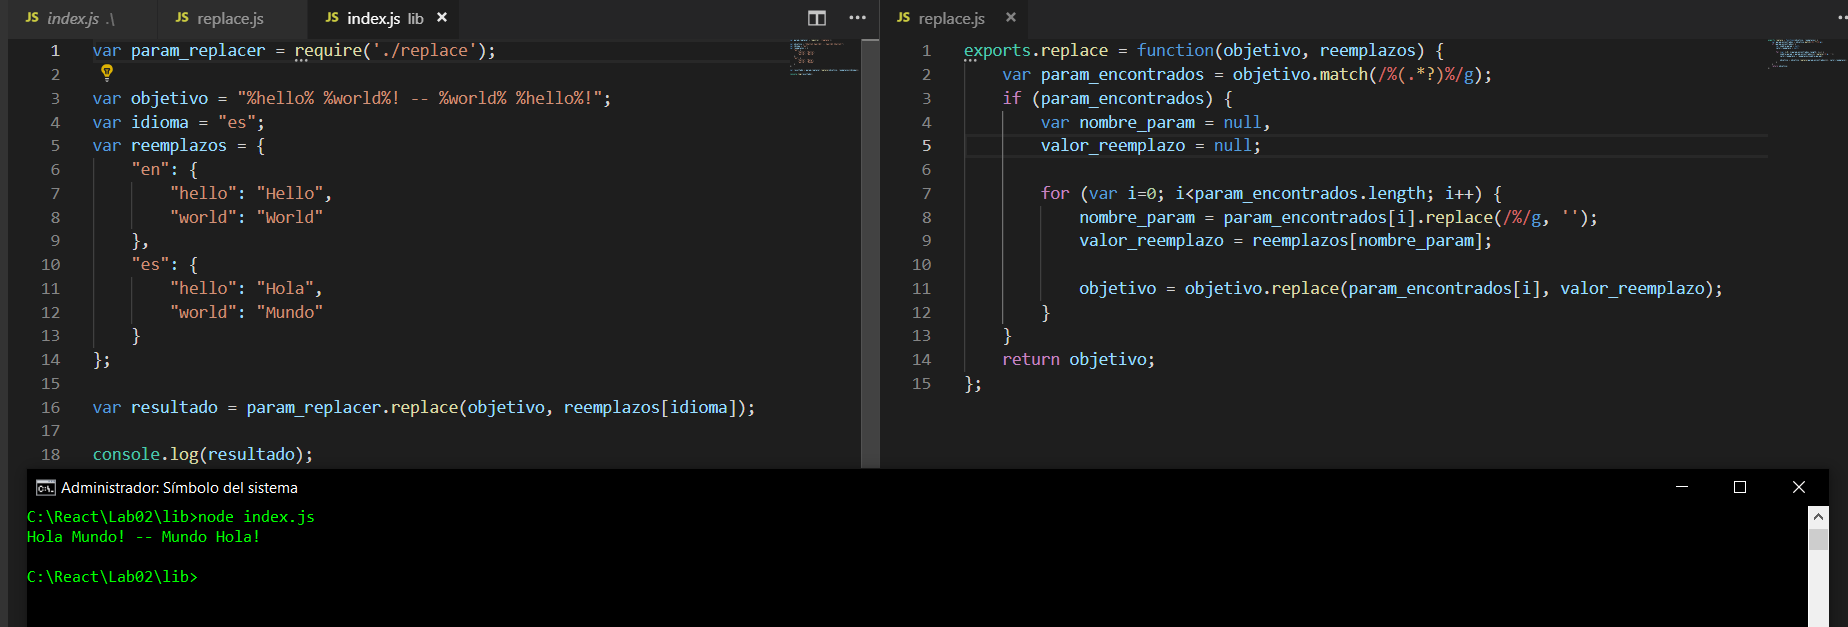 JS index.js .\ JS replace.js JS index.js lib ×
1 var param_replacer = require('./replace');
2
3 var objetivo = "%hello% %world%! -- %world% %hello%!";
4 var idioma = "es";
5 var reemplazos = {
6 "en": {
7 "hello": "Hello",
8 "world": "World"
9 },
10 "es": {
11 "hello": "Hola",
12 "world": "Mundo"
13 }
14 };
15
16 var resultado = param_replacer.replace(objetivo, reemplazos[idioma]);
17
18 console.log(resultado);
JS replace.js ×
1 exports.replace = function(objetivo, reemplazos) {
2 var param_encontrados = objetivo.match(/%(.*?)%/g);
3 if (param_encontrados) {
4 var nombre_param = null,
5 valor_reemplazo = null;
6
7 for (var i=0; i<param_encontrados.length; i++) {
8 nombre_param = param_encontrados[i].replace(/%/g, '');
9 valor_reemplazo = reemplazos[nombre_param];
10
11 objetivo = objetivo.replace(param_encontrados[i], valor_reemplazo);
12 }
13 }
14 return objetivo;
15 };
C:\. Administrador: Símbolo del sistema
C:\React\Lab02\lib>node index.js
Hola Mundo! -- Mundo Hola!
C:\React\Lab02\lib>